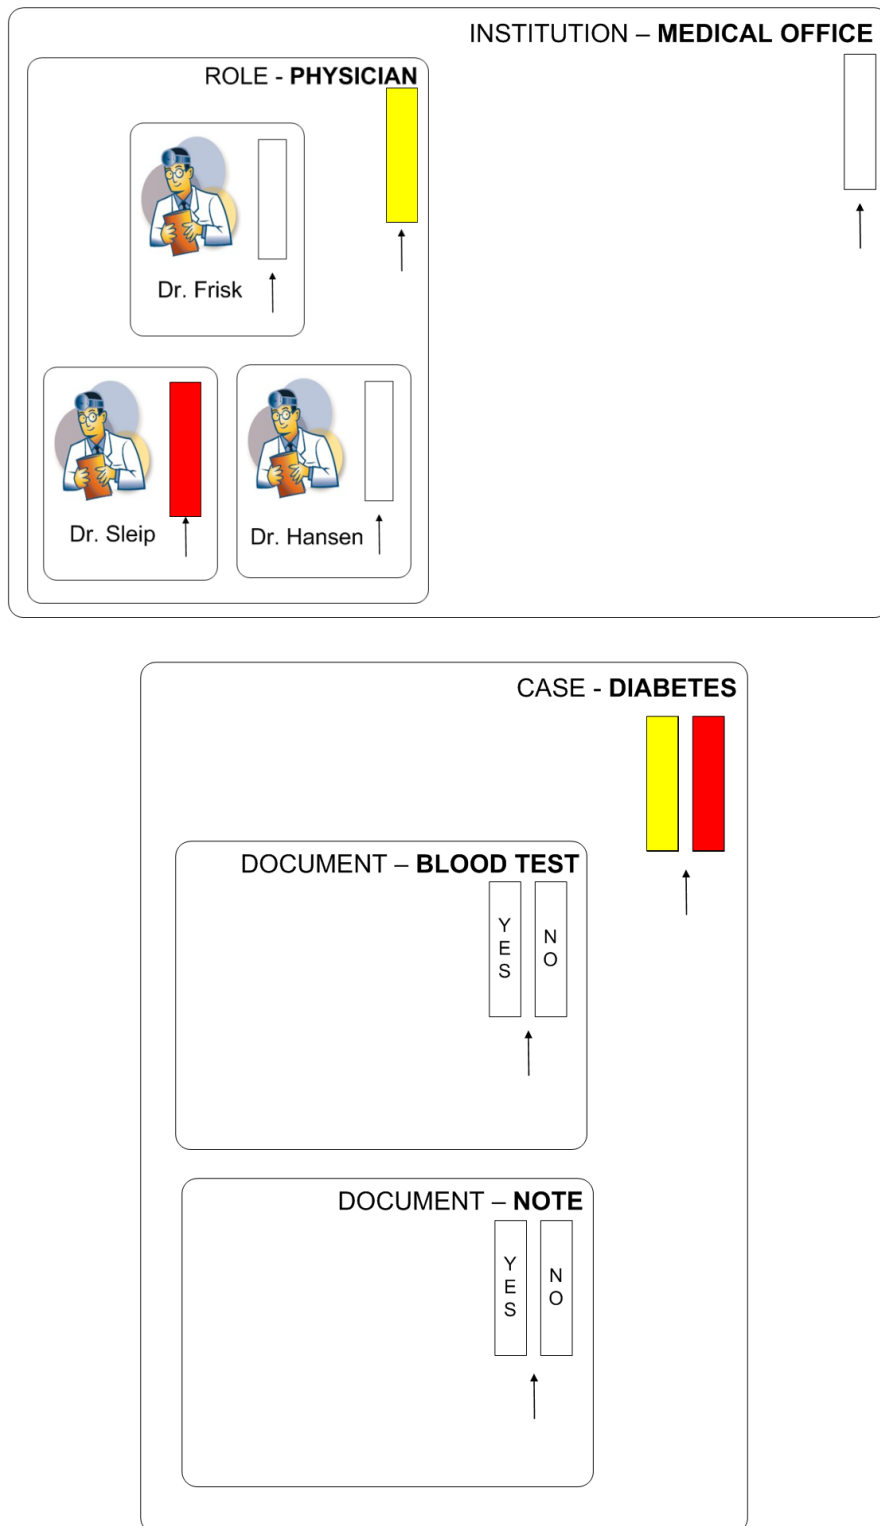 INSTITUTION – MEDICAL OFFICE
ROLE - PHYSICIAN
Dr. Frisk
Dr. Sleip
Dr. Hansen
CASE - DIABETES
DOCUMENT – BLOOD TEST
YES
NO
DOCUMENT – NOTE
YES
NO